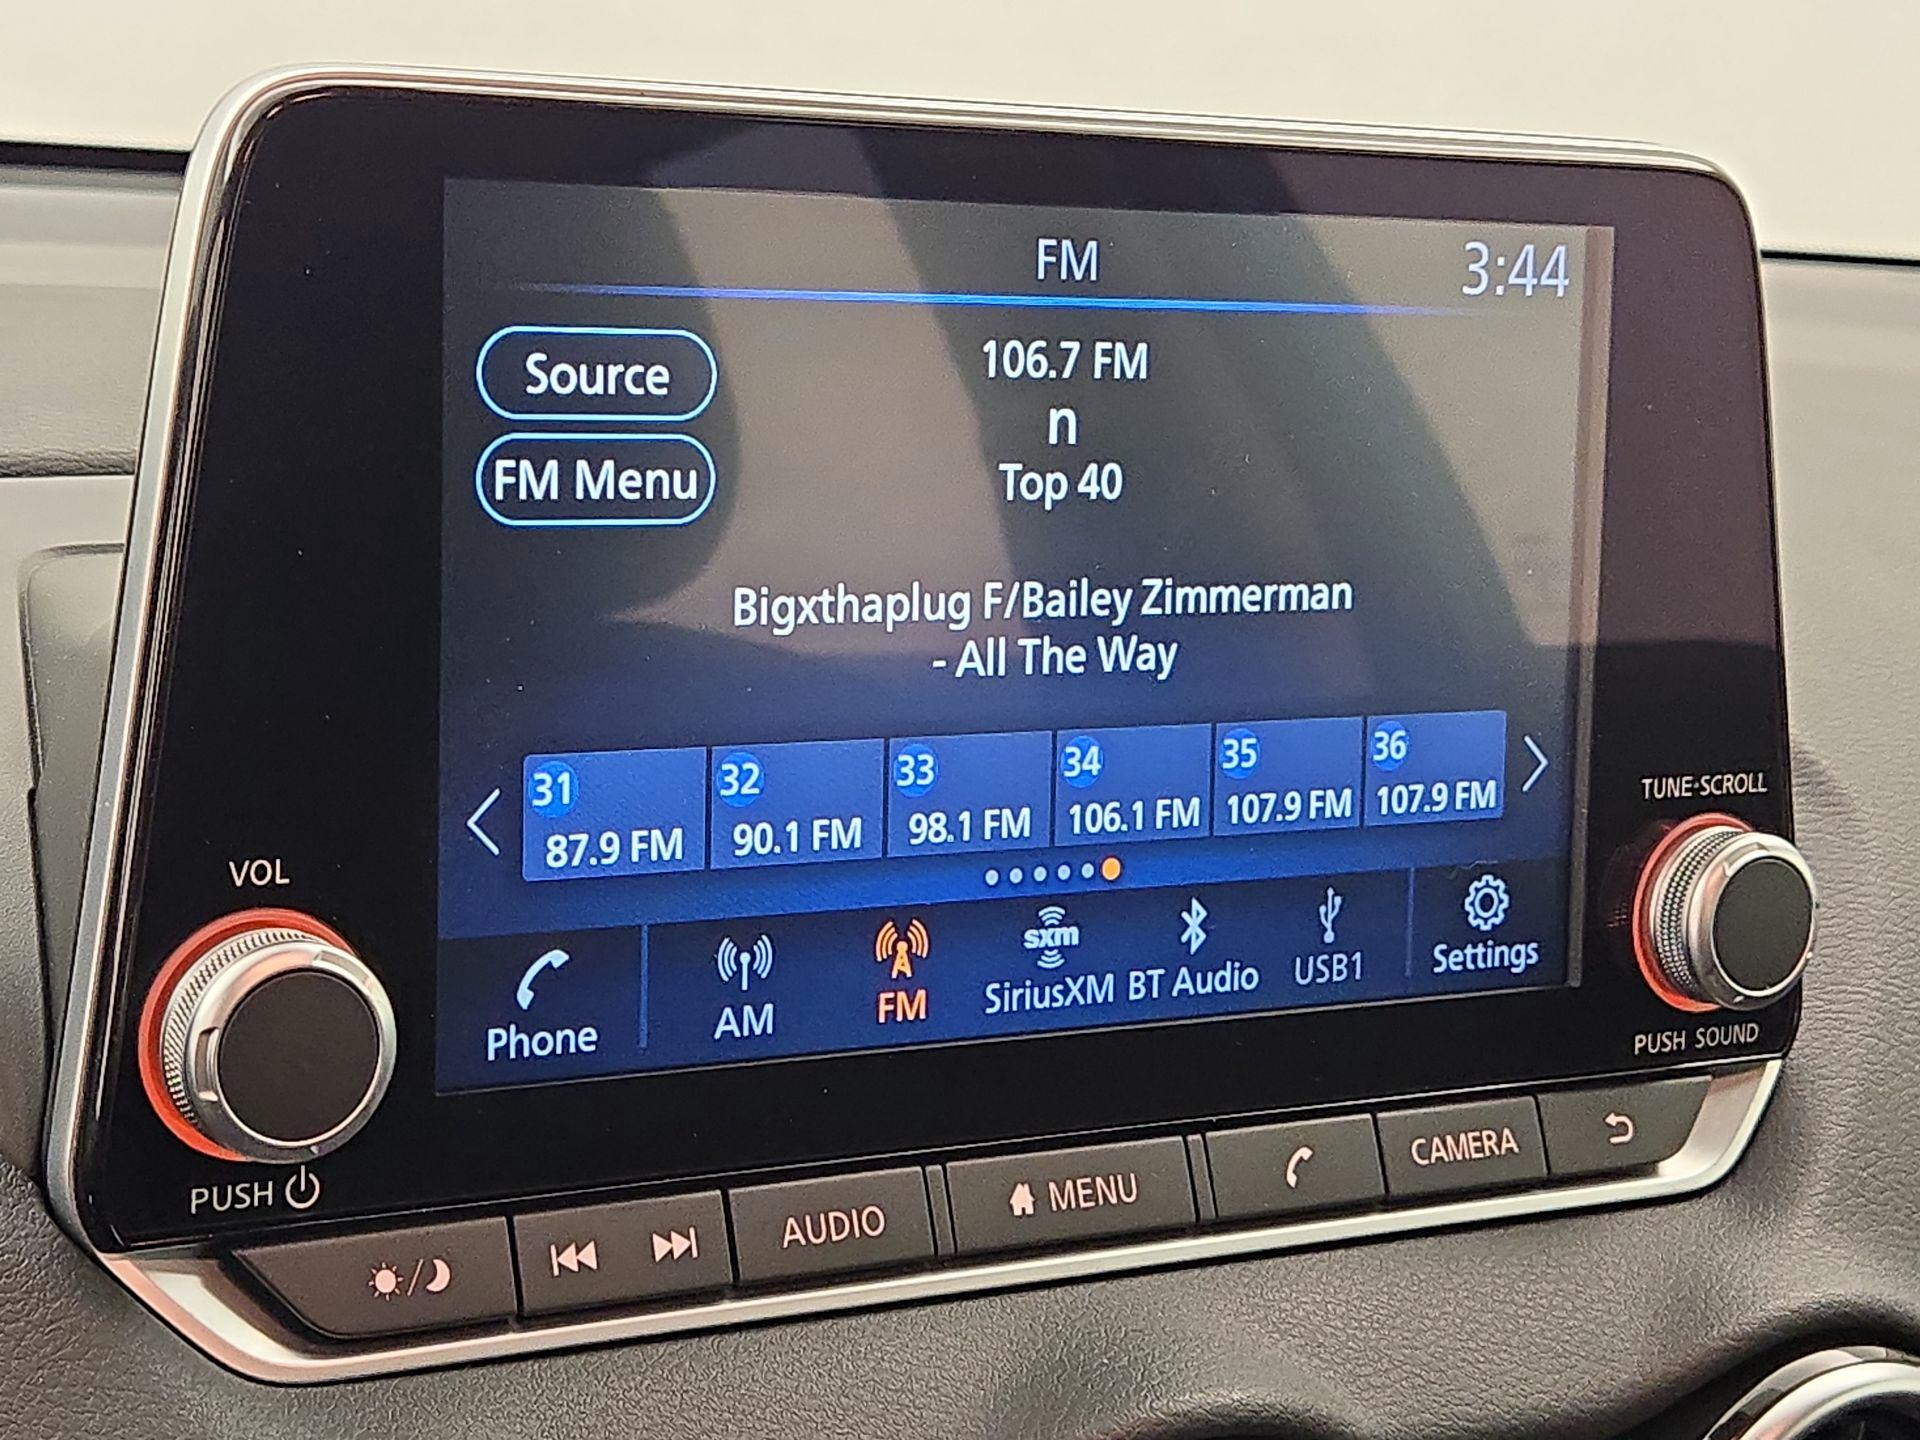 FM
3:44
Source
106.7 FM
n
FM Menu
Top 40
Bigxthaplug F/Bailey Zimmerman
- All The Way
31
32
33
34
35
36
87.9 FM
90.1 FM
98.1 FM
106.1 FM
107.9 FM
107.9 FM
Phone
AM
FM
sxm
SiriusXM
BT Audio
USB1
Settings
VOL
PUSH
TUNE•SCROLL
PUSH SOUND
AUDIO
MENU
CAMERA